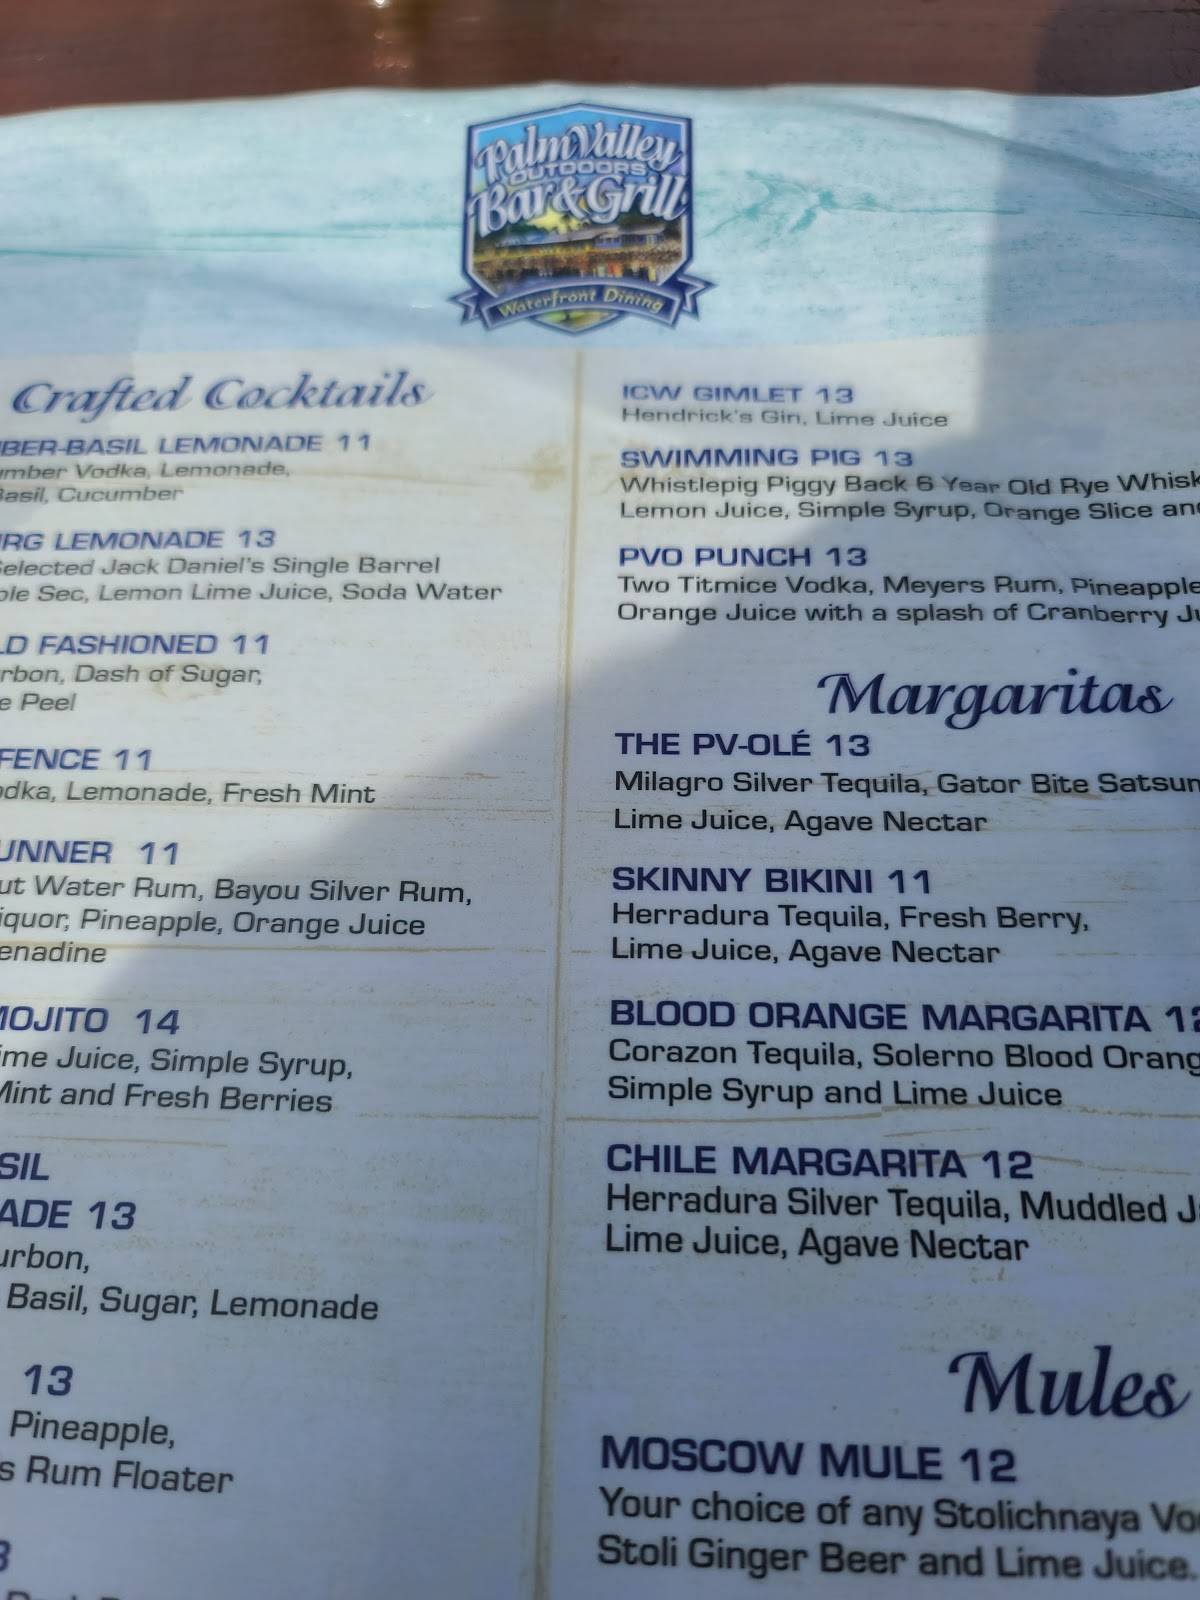 Palm Valley
OUTDOORS
Bar & Grill
Waterfront Dining
Crafted Cocktails
BER-BASIL LEMONADE 11
mber Vodka, Lemonade,
Basil, Cucumber
RG LEMONADE 13
Selected Jack Daniel's Single Barrel
ple Sec, Lemon Lime Juice, Soda Water
LD FASHIONED 11
rbon, Dash of Sugar,
e Peel
FENCE 11
odka, Lemonade, Fresh Mint
UNNER 11
ut Water Rum, Bayou Silver Rum,
iquor, Pineapple, Orange Juice
enadine
MOJITO 14
ime Juice, Simple Syrup,
Mint and Fresh Berries
SIL
ADE 13
urbon,
Basil, Sugar, Lemonade
13
Pineapple,
s Rum Floater
3
ICW GIMLET 13
Hendrick's Gin, Lime Juice
SWIMMING PIG 13
Whistlepig Piggy Back 6 Year Old Rye Whisk
Lemon Juice, Simple Syrup, Orange Slice and
PVO PUNCH 13
Two Titmice Vodka, Meyers Rum, Pineapple
Orange Juice with a splash of Cranberry Ju
Margaritas
THE PV-OLÉ 13
Milagro Silver Tequila, Gator Bite Satsum
Lime Juice, Agave Nectar
SKINNY BIKINI 11
Herradura Tequila, Fresh Berry,
Lime Juice, Agave Nectar
BLOOD ORANGE MARGARITA 12
Corazon Tequila, Solerno Blood Orang
Simple Syrup and Lime Juice
CHILE MARGARITA 12
Herradura Silver Tequila, Muddled J
Lime Juice, Agave Nectar
Mules
MOSCOW MULE 12
Your choice of any Stolichnaya Vo
Stoli Ginger Beer and Lime Juice.